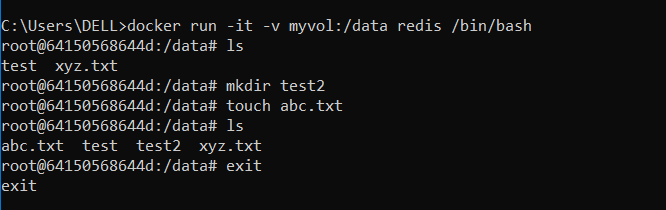 C:\Users\DELL>docker run -it -v myvol:/data redis /bin/bash
root@64150568644d:/data# ls
test  xyz.txt
root@64150568644d:/data# mkdir test2
root@64150568644d:/data# touch abc.txt
root@64150568644d:/data# ls
abc.txt  test  test2  xyz.txt
root@64150568644d:/data# exit
exit